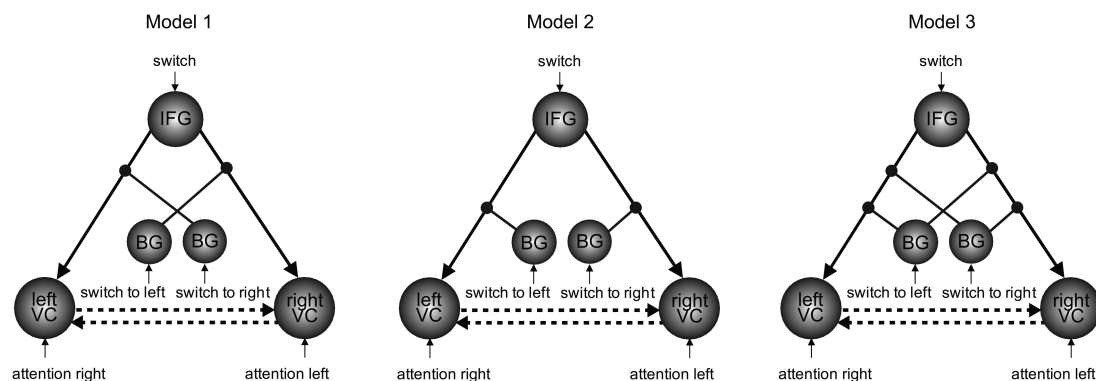 Model 1
switch
IFG
BG BG
switch to left switch to right
left
VC
right
VC
attention right attention left
Model 2
switch
IFG
BG BG
switch to left switch to right
left
VC
right
VC
attention right attention left
Model 3
switch
IFG
BG BG
switch to left switch to right
left
VC
right
VC
attention right attention left